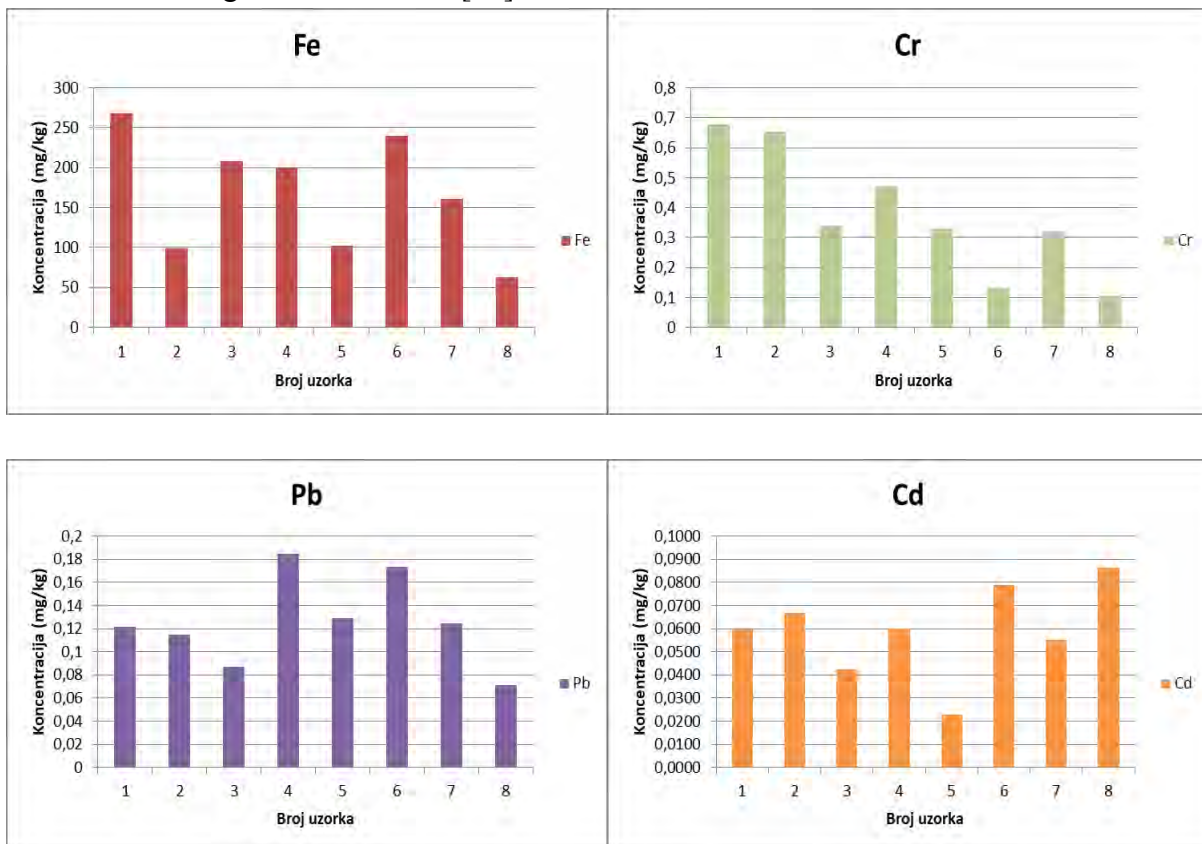 Fe
Koncentracija (mg/kg)
300
250
200
150
100
50
0
1 2 3 4 5 6 7 8
Broj uzorka
Fe
Cr
Koncentracija (mg/kg)
0,8
0,7
0,6
0,5
0,4
0,3
0,2
0,1
0
1 2 3 4 5 6 7 8
Broj uzorka
Cr
Pb
Koncentracija (mg/kg)
0,2
0,18
0,16
0,14
0,12
0,1
0,08
0,06
0,04
0,02
0
1 2 3 4 5 6 7 8
Broj uzorka
Pb
Cd
Koncentracija (mg/kg)
0,1000
0,0900
0,0800
0,0700
0,0600
0,0500
0,0400
0,0300
0,0200
0,0100
0,0000
1 2 3 4 5 6 7 8
Broj uzorka
Cd